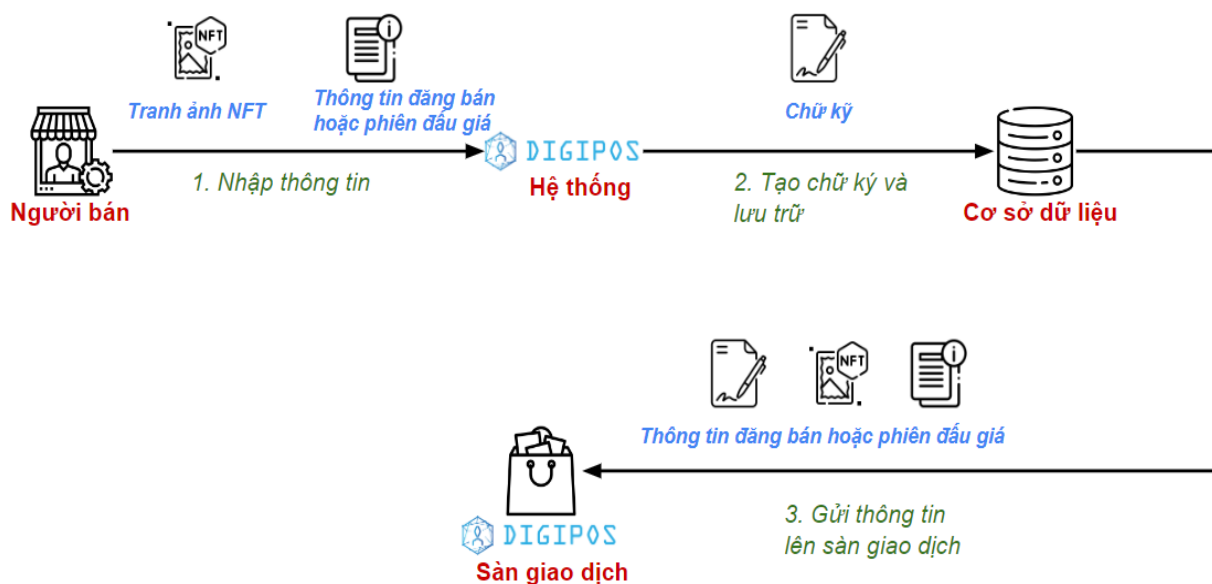 NFT
i
Tranh ảnh NFT
Thông tin đăng bán
hoặc phiên đấu giá
Chữ ký
DIGIPOS
1. Nhập thông tin
Hệ thống
2. Tạo chữ ký và
lưu trữ
Người bán
Cơ sở dữ liệu
NFT
i
Thông tin đăng bán hoặc phiên đấu giá
3. Gửi thông tin
lên sàn giao dịch
DIGIPOS
Sàn giao dịch